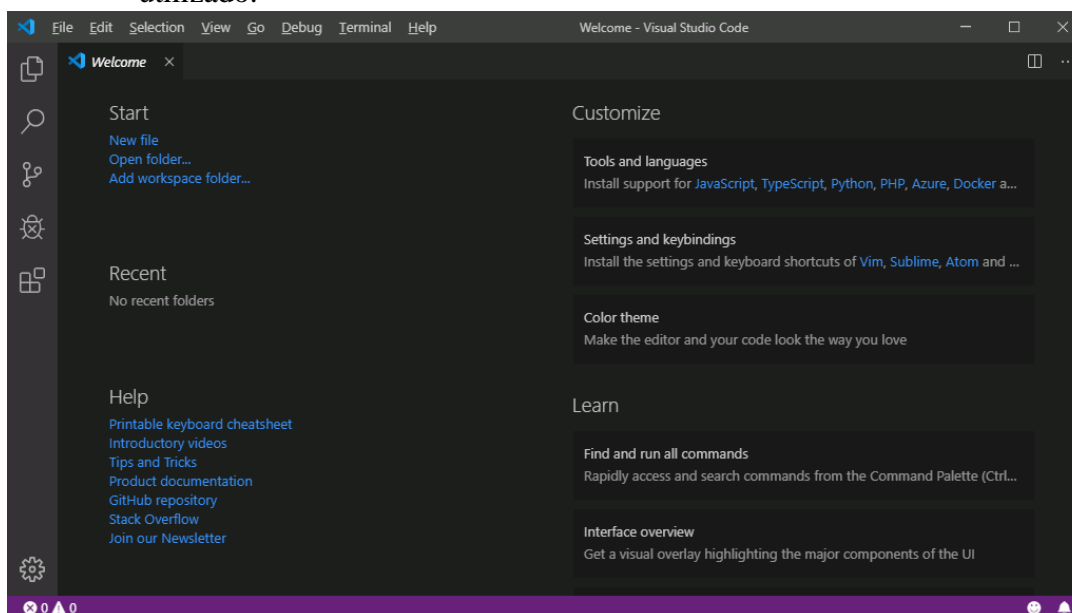 utilizado.
File Edit Selection View Go Debug Terminal Help Welcome - Visual Studio Code
Welcome
Start
New file
Open folder...
Add workspace folder...
Recent
No recent folders
Help
Printable keyboard cheatsheet
Introductory videos
Tips and Tricks
Product documentation
GitHub repository
Stack Overflow
Join our Newsletter
Customize
Tools and languages
Install support for JavaScript, TypeScript, Python, PHP, Azure, Docker a...
Settings and keybindings
Install the settings and keyboard shortcuts of Vim, Sublime, Atom and ...
Color theme
Make the editor and your code look the way you love
Learn
Find and run all commands
Rapidly access and search commands from the Command Palette (Ctrl...
Interface overview
Get a visual overlay highlighting the major components of the UI
0 0